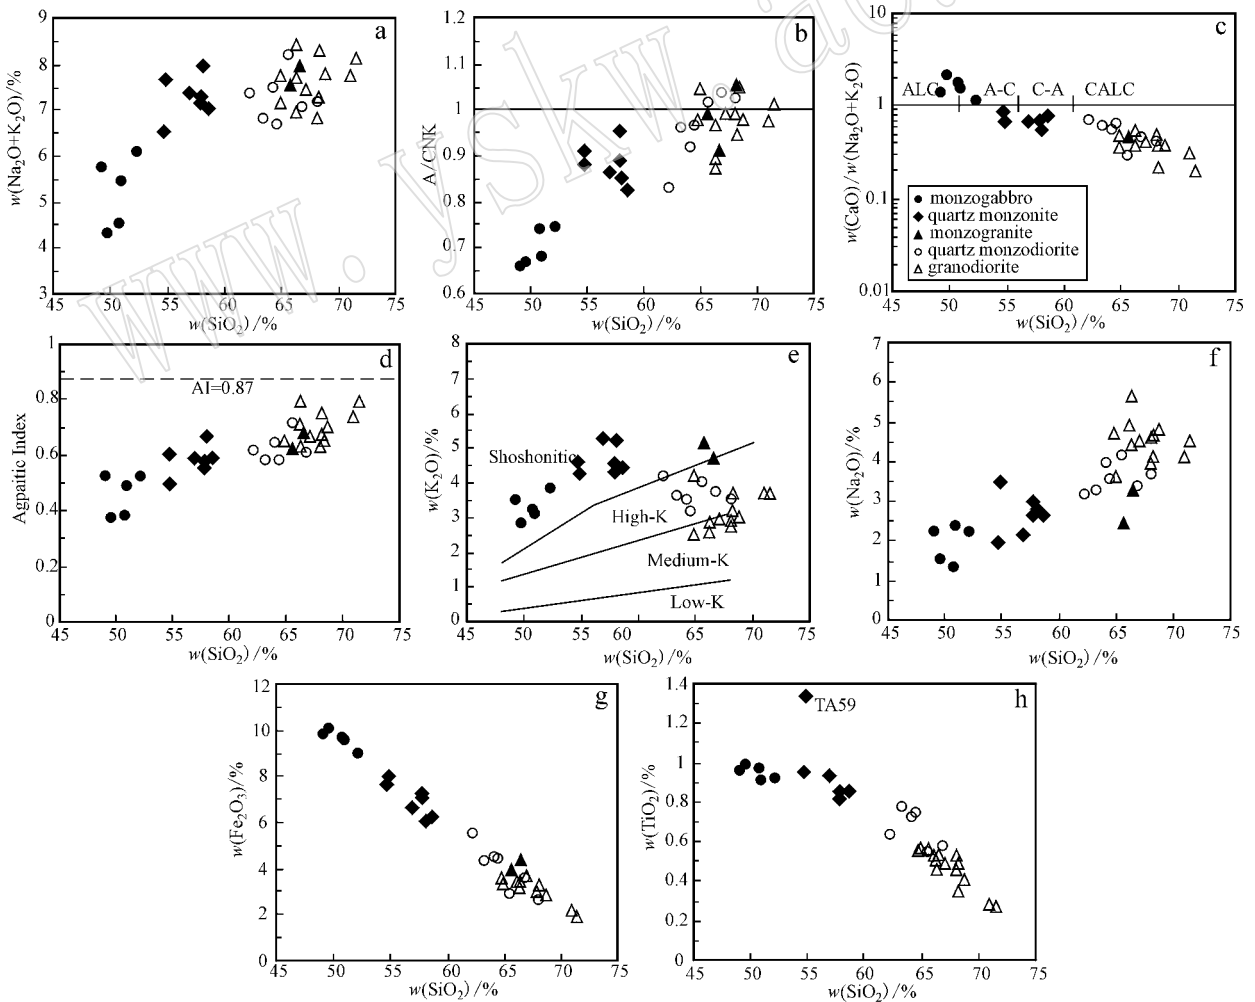 a
9
8
7
6
5
4
3
45
50
55
60
65
70
75
w(Na₂O+K₂O)/%
w(SiO₂)/%
b
1.2
1.1
1.0
0.9
0.8
0.7
0.6
45
50
55
60
65
70
75
A/CNK
w(SiO₂)/%
c
10
1
0.1
0.01
ALC
A-C
C-A
CALC
monzogabbro
quartz monzonite
monzogranite
quartz monzodiorite
granodiorite
45
50
55
60
65
70
75
w(CaO)/w(Na₂O+K₂O)
w(SiO₂)/%
d
1
0.8
0.6
0.4
0.2
0
AI=0.87
45
50
55
60
65
70
75
Agpaitic Index
w(SiO₂)/%
e
8
7
6
5
4
3
2
1
0
Shoshonitic
High-K
Medium-K
Low-K
45
50
55
60
65
70
75
w(K₂O)/%
w(SiO₂)/%
f
7
6
5
4
3
2
1
0
45
50
55
60
65
70
75
w(Na₂O)/%
w(SiO₂)/%
g
12
10
8
6
4
2
0
45
50
55
60
65
70
75
w(Fe₂O₃)/%
w(SiO₂)/%
h
1.4
1.2
1
0.8
0.6
0.4
0.2
0
TA59
45
50
55
60
65
70
75
w(TiO₂)/%
w(SiO₂)/%
www.yskw.ac